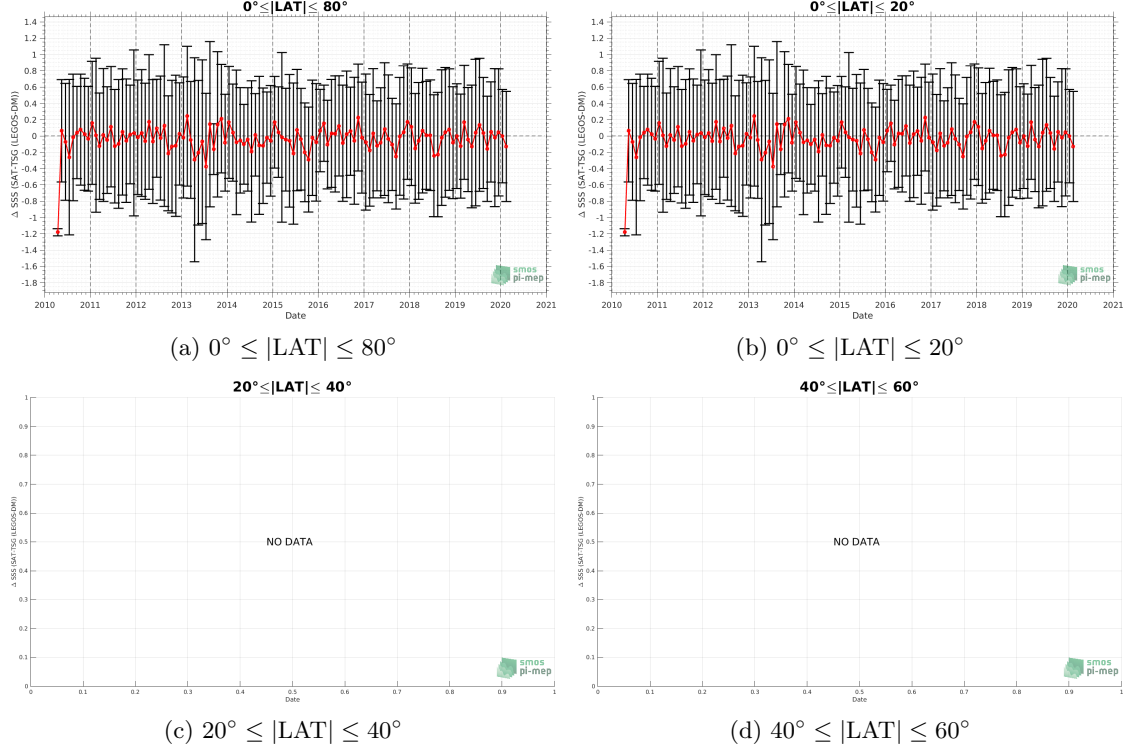 0°≤|LAT|≤ 80°
1.4
1.2
1
0.8
0.6
0.4
0.2
0
-0.2
-0.4
-0.6
-0.8
-1
-1.2
-1.4
-1.6
-1.8
Δ SSS (SAT-TSG (LEGOS-DM))
2010 2011 2012 2013 2014 2015 2016 2017 2018 2019 2020 2021
Date
smos
pi-mep
(a) 0° ≤ |LAT| ≤ 80°
0°≤|LAT|≤ 20°
1.4
1.2
1
0.8
0.6
0.4
0.2
0
-0.2
-0.4
-0.6
-0.8
-1
-1.2
-1.4
-1.6
-1.8
Δ SSS (SAT-TSG (LEGOS-DM))
2010 2011 2012 2013 2014 2015 2016 2017 2018 2019 2020 2021
Date
smos
pi-mep
(b) 0° ≤ |LAT| ≤ 20°
20°≤|LAT|≤ 40°
1
0.9
0.8
0.7
0.6
0.5
0.4
0.3
0.2
0.1
0
Δ SSS (SAT-TSG (LEGOS-DM))
NO DATA
0 0.1 0.2 0.3 0.4 0.5 0.6 0.7 0.8 0.9 1
Date
smos
pi-mep
(c) 20° ≤ |LAT| ≤ 40°
40°≤|LAT|≤ 60°
1
0.9
0.8
0.7
0.6
0.5
0.4
0.3
0.2
0.1
0
Δ SSS (SAT-TSG (LEGOS-DM))
NO DATA
0 0.1 0.2 0.3 0.4 0.5 0.6 0.7 0.8 0.9 1
Date
smos
pi-mep
(d) 40° ≤ |LAT| ≤ 60°